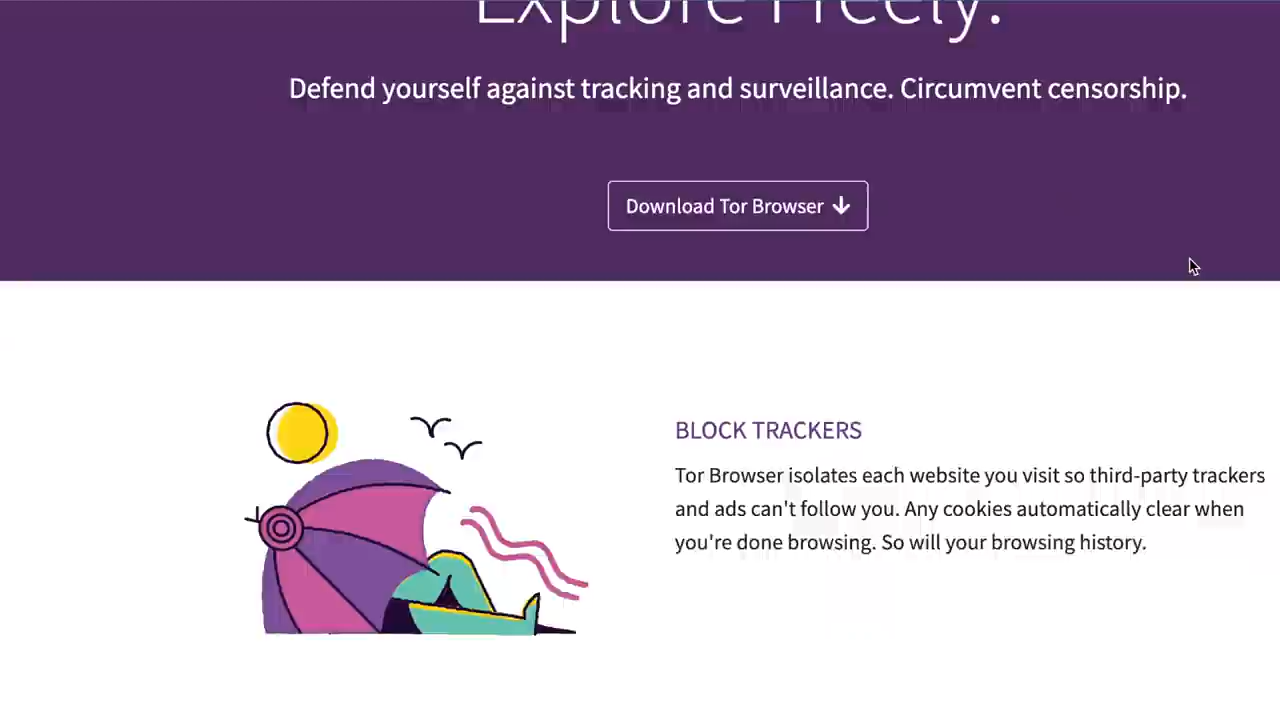 Explore Freely.
Defend yourself against tracking and surveillance. Circumvent censorship.
Download Tor Browser
BLOCK TRACKERS
Tor Browser isolates each website you visit so third-party trackers
and ads can't follow you. Any cookies automatically clear when
you're done browsing. So will your browsing history.